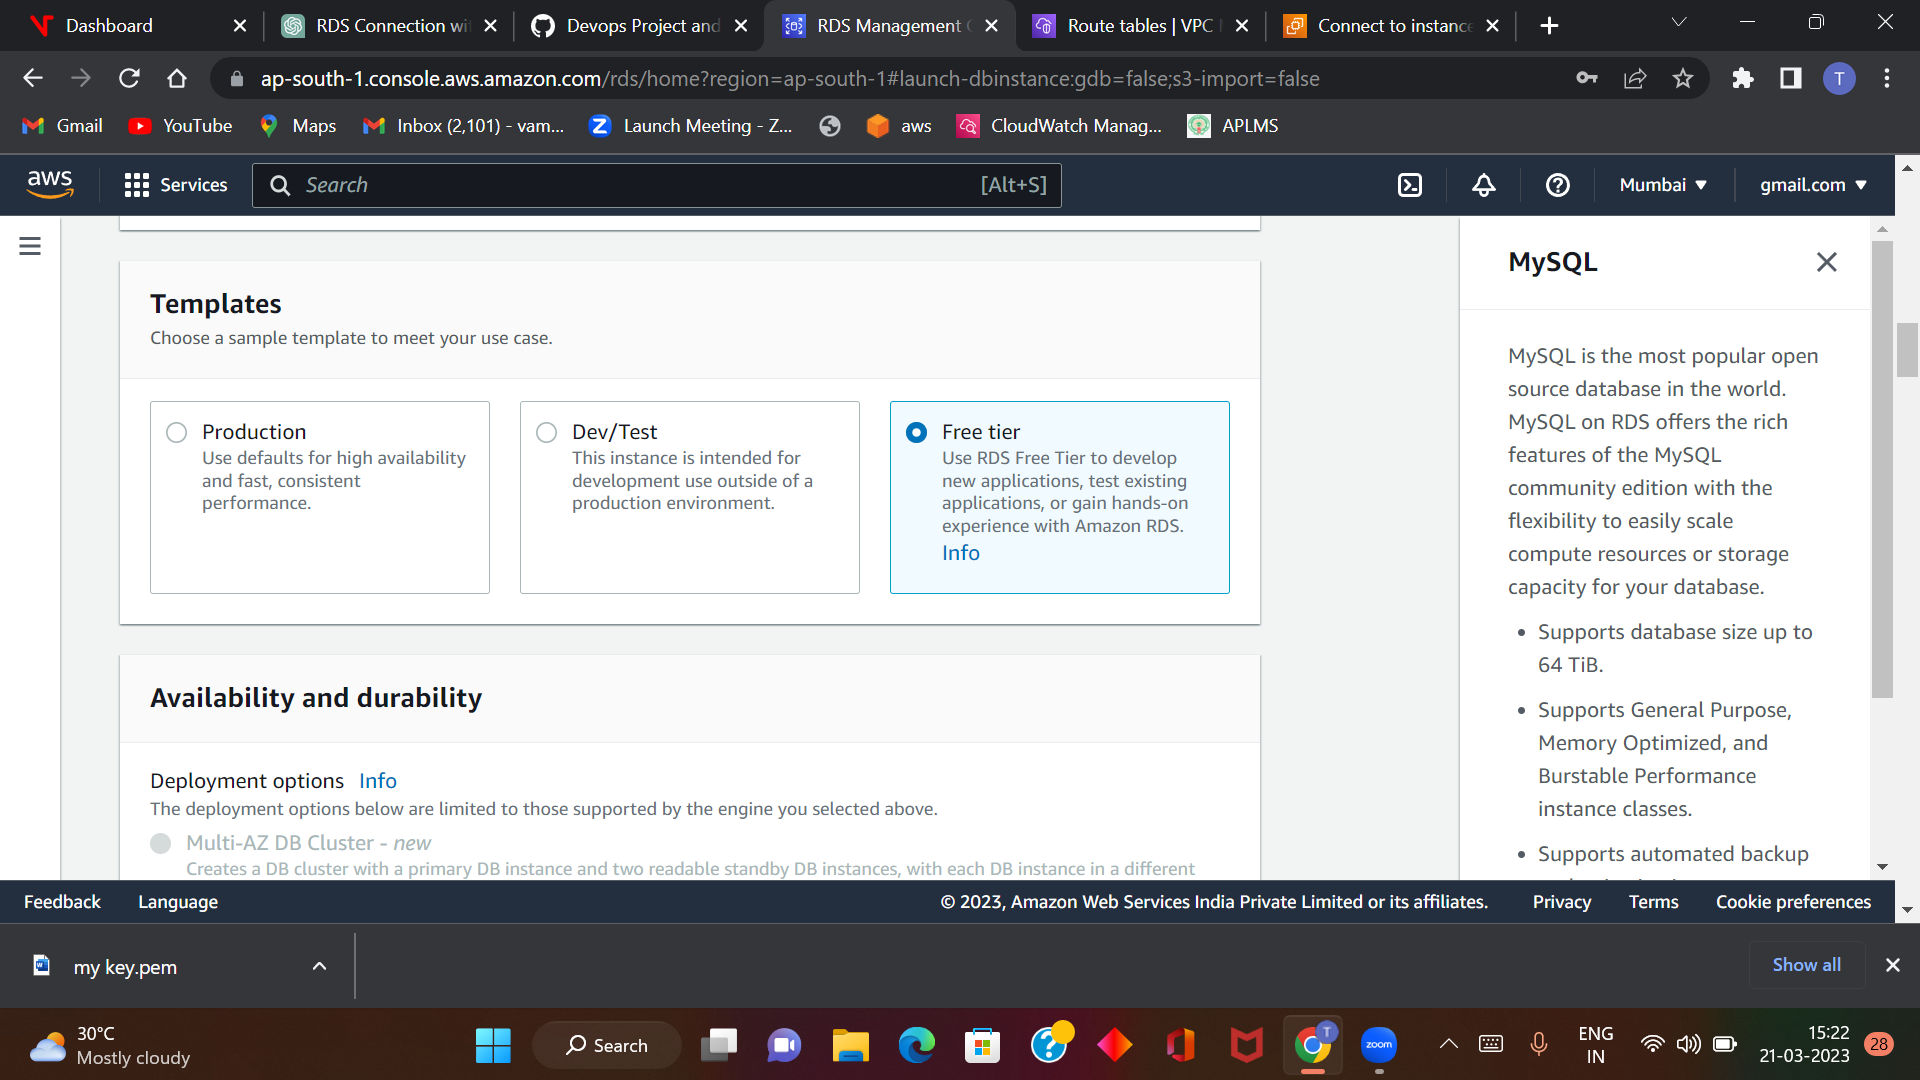 Dashboard
RDS Connection wi
Devops Project and
RDS Management
Route tables | VPC
Connect to instance
ap-south-1.console.aws.amazon.com/rds/home?region=ap-south-1#launch-dbinstance:gdb=false;s3-import=false
T
Gmail
YouTube
Maps
Inbox (2,101) - vam...
Launch Meeting - Z...
aws
CloudWatch Manag...
APLMS
aws
Services
Search
[Alt+S]
Mumbai
gmail.com
Templates
Choose a sample template to meet your use case.
Production
Use defaults for high availability
and fast, consistent
performance.
Dev/Test
This instance is intended for
development use outside of a
production environment.
Free tier
Use RDS Free Tier to develop
new applications, test existing
applications, or gain hands-on
experience with Amazon RDS.
Info
Availability and durability
Deployment options Info
The deployment options below are limited to those supported by the engine you selected above.
Multi-AZ DB Cluster - new
Creates a DB cluster with a primary DB instance and two readable standby DB instances, with each DB instance in a different
MySQL
MySQL is the most popular open
source database in the world.
MySQL on RDS offers the rich
features of the MySQL
community edition with the
flexibility to easily scale
compute resources or storage
capacity for your database.
• Supports database size up to
64 TiB.
• Supports General Purpose,
Memory Optimized, and
Burstable Performance
instance classes.
• Supports automated backup
Feedback
Language
© 2023, Amazon Web Services India Private Limited or its affiliates.
Privacy
Terms
Cookie preferences
my key.pem
Show all
30°C
Mostly cloudy
Search
T
zoom
ENG
IN
15:22
21-03-2023
28